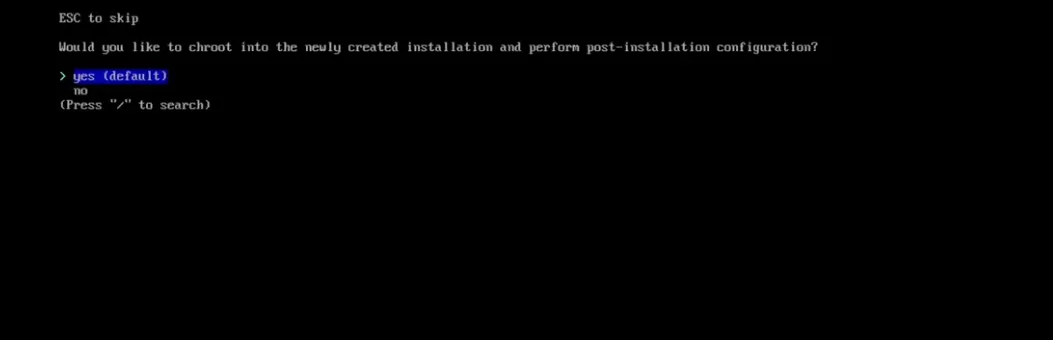 ESC to skip
Would you like to chroot into the newly created installation and perform post-installation configuration?
> yes (default)
no
(Press "/" to search)